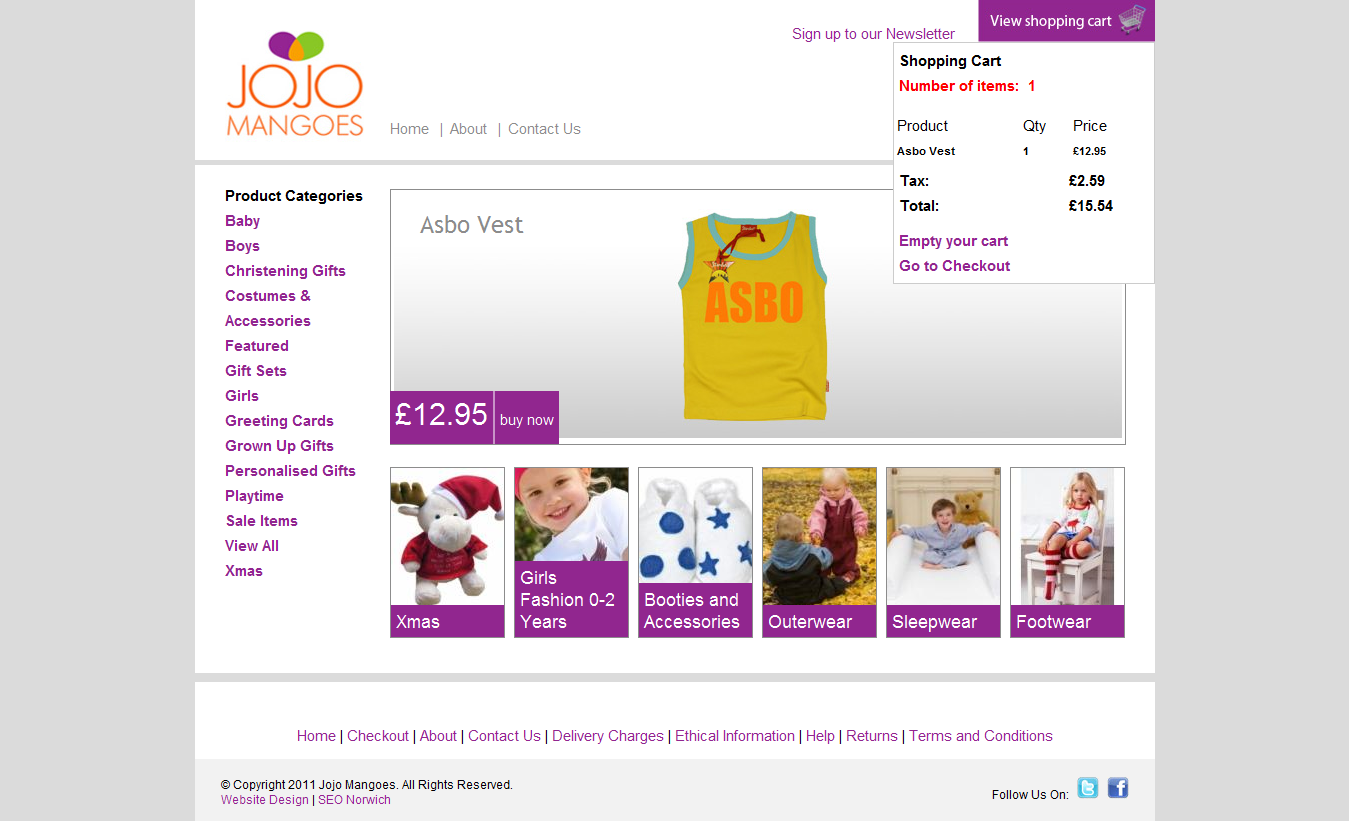 View shopping cart
Sign up to our Newsletter
JOJO
MANGOES
Home | About | Contact Us
Shopping Cart
Number of items: 1
Product Qty Price
Asbo Vest 1 £12.95
Tax: £2.59
Total: £15.54
Empty your cart
Go to Checkout
Product Categories
Baby
Boys
Christening Gifts
Costumes &
Accessories
Featured
Gift Sets
Girls
Greeting Cards
Grown Up Gifts
Personalised Gifts
Playtime
Sale Items
View All
Xmas
Asbo Vest
ASBO
£12.95 buy now
Xmas
Girls
Fashion 0-2
Years
Booties and
Accessories
Outerwear
Sleepwear
Footwear
Home | Checkout | About | Contact Us | Delivery Charges | Ethical Information | Help | Returns | Terms and Conditions
© Copyright 2011 Jojo Mangoes. All Rights Reserved.
Website Design | SEO Norwich
Follow Us On: